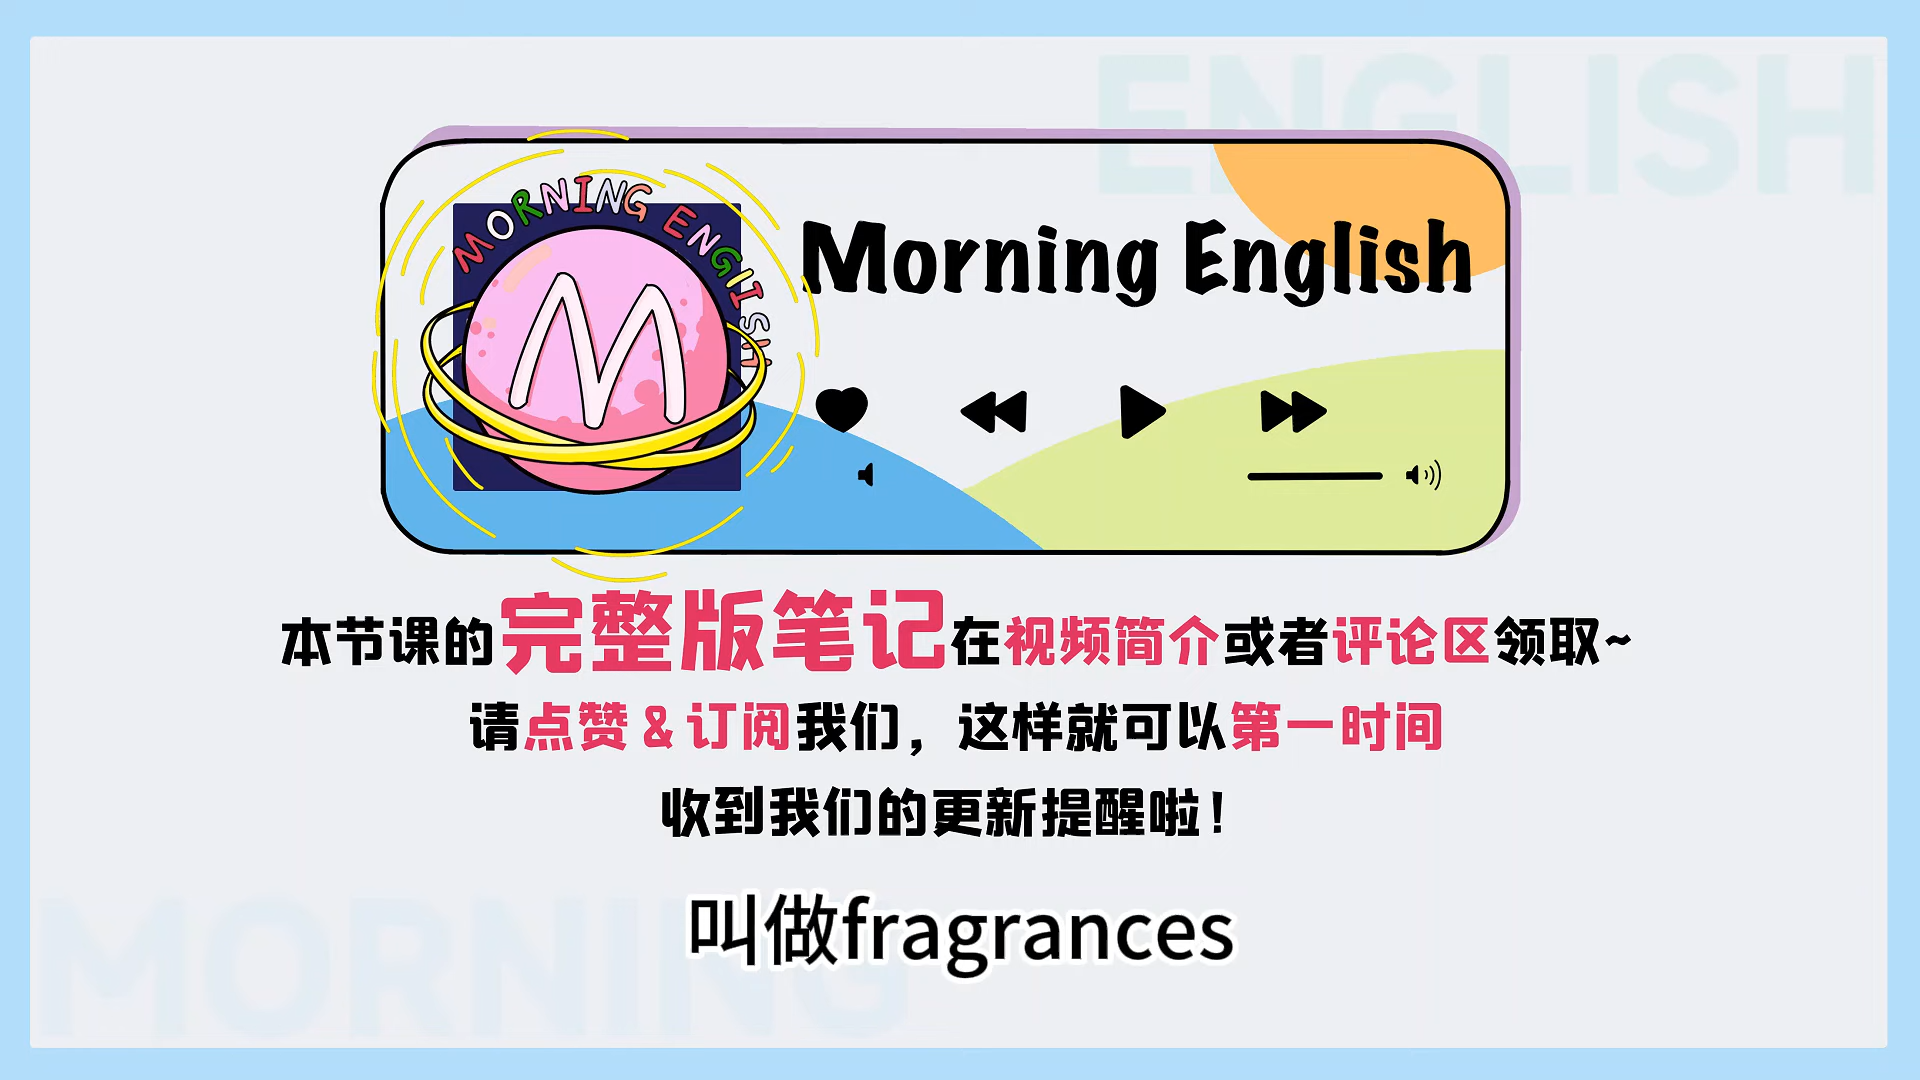 ENGLISH
MORNING ENGLISH
M
Morning English
本节课的完整版笔记在视频简介或者评论区领取~
请点赞&订阅我们，这样就可以第一时间
收到我们的更新提醒啦！
叫做fragrances
MORNING